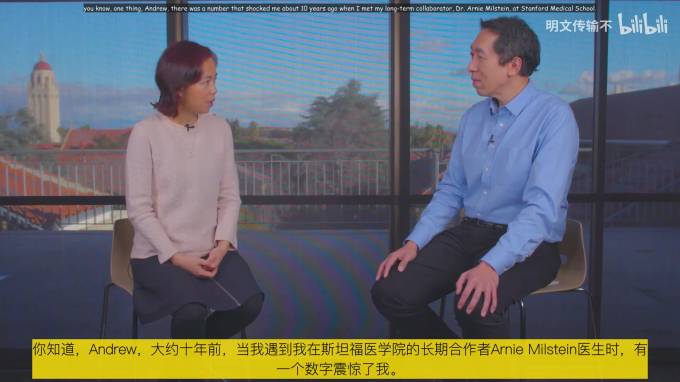 you know, one thing, Andrew, there was a number that shocked me about 10 years ago when I met my long-term collaborator, Dr. Arnie Milstein, at Stanford Medical School.
明文传输不 bilibili
你知道，Andrew，大约十年前，当我遇到我在斯坦福医学院的长期合作者Arnie Milstein医生时，有
一个数字震惊了我。